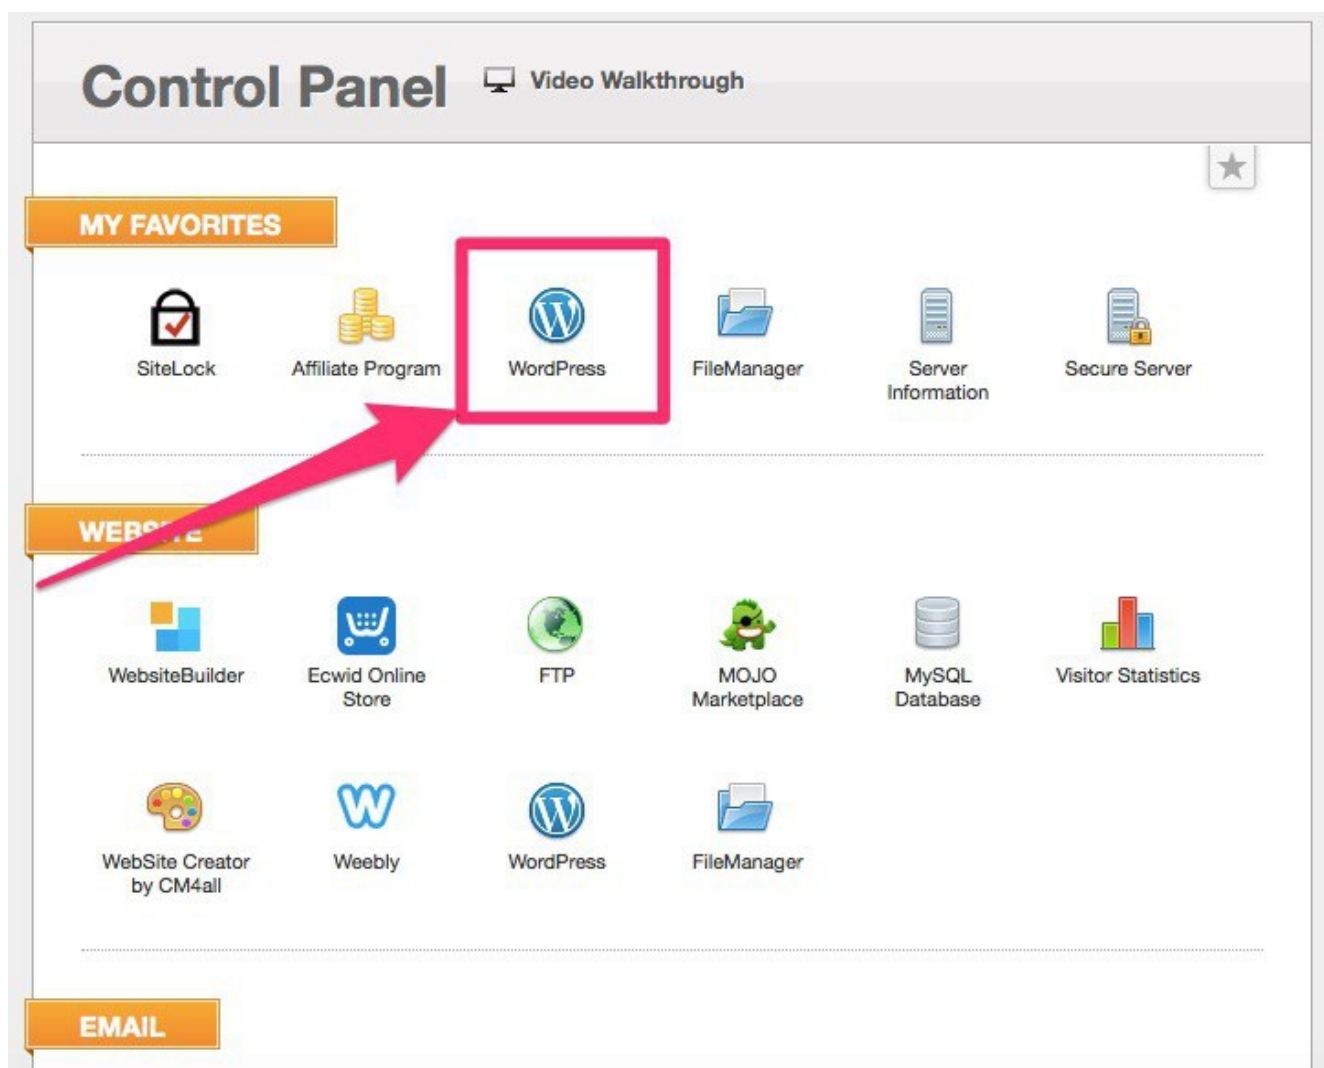 Control Panel
Video Walkthrough
MY FAVORITES
SiteLock
Affiliate Program
WordPress
FileManager
Server
Information
Secure Server
WEBSITE
WebsiteBuilder
Ecwid Online
Store
FTP
MOJO
Marketplace
MySQL
Database
Visitor Statistics
WebSite Creator
by CM4all
Weebly
WordPress
FileManager
EMAIL